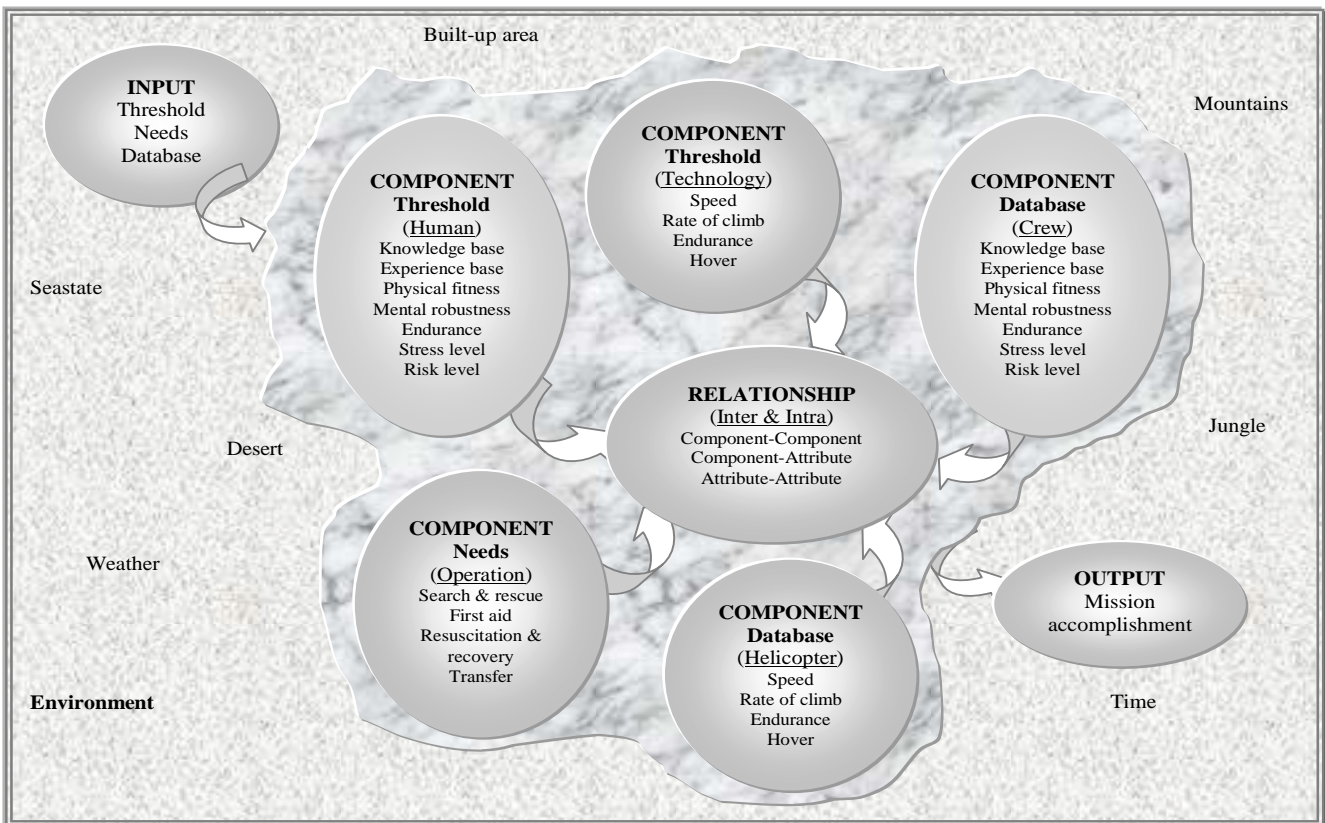 Built-up area
INPUT
Threshold
Needs
Database
Mountains
COMPONENT
Threshold
(Technology)
Speed
Rate of climb
Endurance
Hover
COMPONENT
Threshold
(Human)
Knowledge base
Experience base
Physical fitness
Mental robustness
Endurance
Stress level
Risk level
COMPONENT
Database
(Crew)
Knowledge base
Experience base
Physical fitness
Mental robustness
Endurance
Stress level
Risk level
Seastate
RELATIONSHIP
(Inter & Intra)
Component-Component
Component-Attribute
Attribute-Attribute
Jungle
Desert
COMPONENT
Needs
(Operation)
Search & rescue
First aid
Resuscitation &
recovery
Transfer
Weather
OUTPUT
Mission
accomplishment
COMPONENT
Database
(Helicopter)
Speed
Rate of climb
Endurance
Hover
Environment
Time